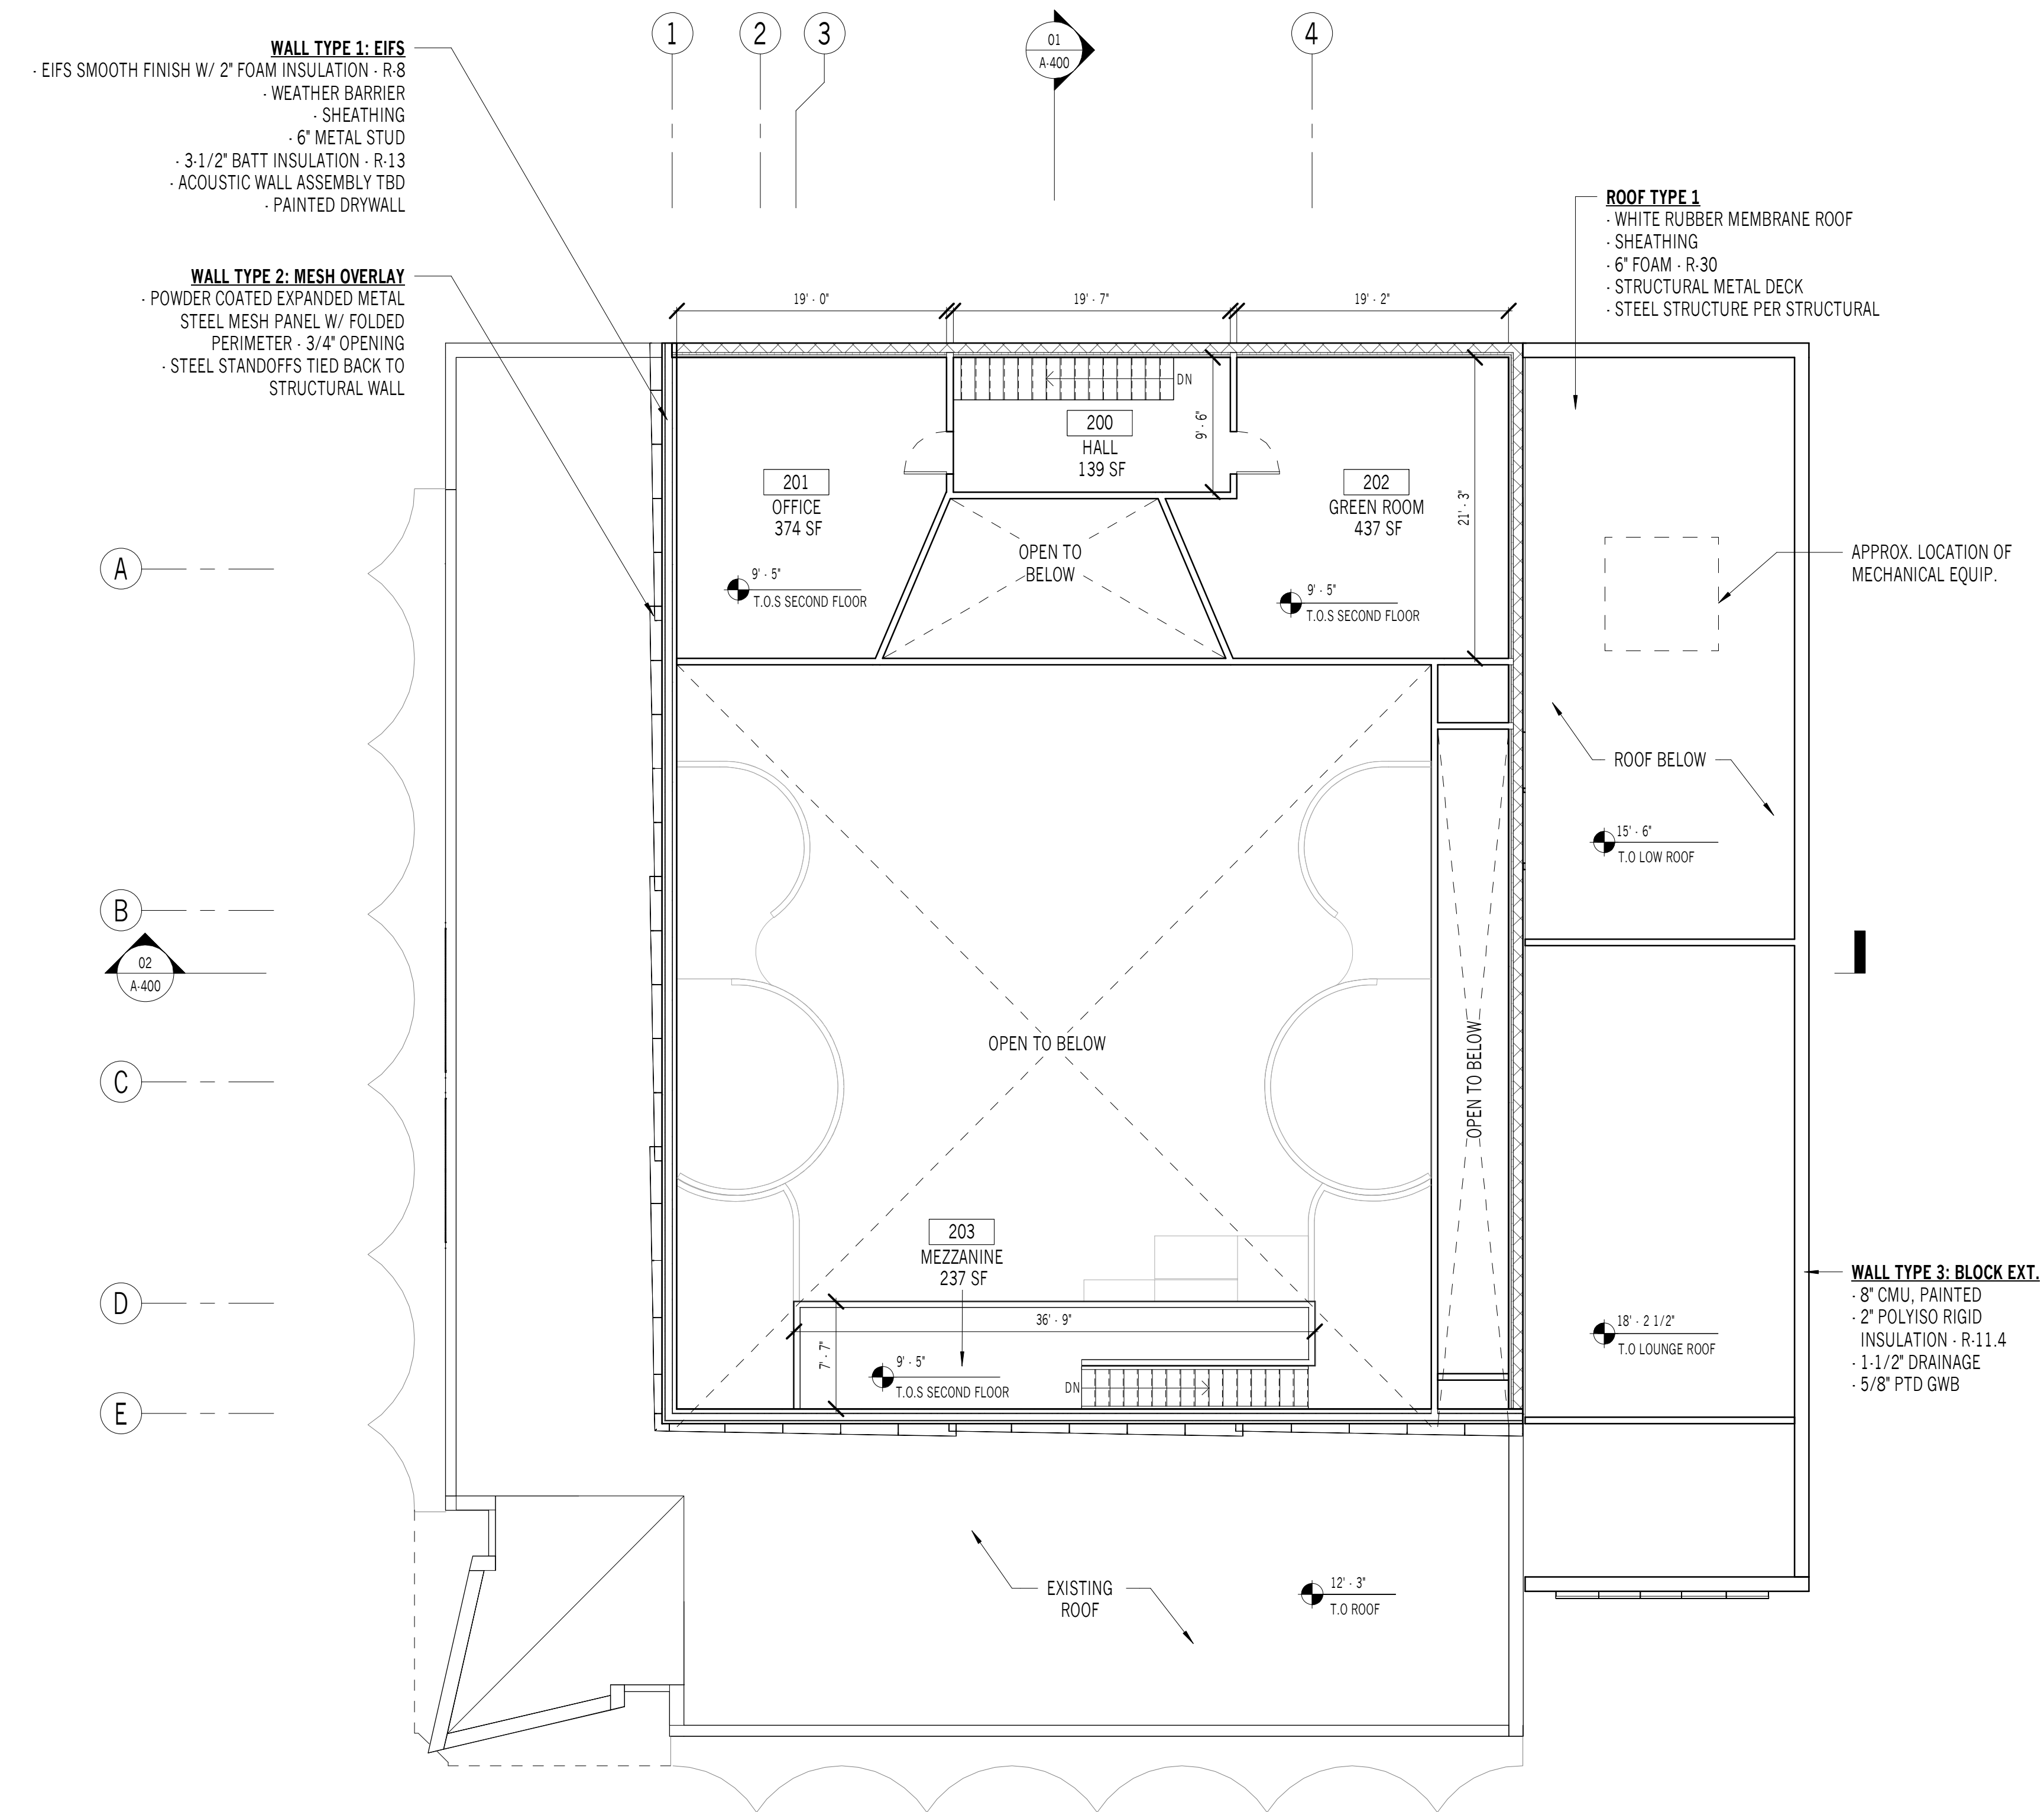 1
2
3
01
A-400
4
WALL TYPE 1: EIFS
- EIFS SMOOTH FINISH W/ 2" FOAM INSULATION - R-8
- WEATHER BARRIER
- SHEATHING
- 6" METAL STUD
- 3-1/2" BATT INSULATION - R-13
- ACOUSTIC WALL ASSEMBLY TBD
- PAINTED DRYWALL
ROOF TYPE 1
- WHITE RUBBER MEMBRANE ROOF
- SHEATHING
- 6" FOAM - R-30
- STRUCTURAL METAL DECK
- STEEL STRUCTURE PER STRUCTURAL
WALL TYPE 2: MESH OVERLAY
- POWDER COATED EXPANDED METAL
STEEL MESH PANEL W/ FOLDED
PERIMETER - 3/4" OPENING
- STEEL STANDOFFS TIED BACK TO
STRUCTURAL WALL
19' - 0"
19' - 7"
19' - 2"
DN
200
HALL
139 SF
9' - 6"
201
OFFICE
374 SF
202
GREEN ROOM
437 SF
21' - 3"
OPEN TO
BELOW
9' - 5"
T.O.S SECOND FLOOR
9' - 5"
T.O.S SECOND FLOOR
APPROX. LOCATION OF
MECHANICAL EQUIP.
A
ROOF BELOW
15' - 6"
T.O LOW ROOF
B
02
A-400
OPEN TO BELOW
OPEN TO BELOW
C
203
MEZZANINE
237 SF
D
36' - 9"
7' - 7"
9' - 5"
T.O.S SECOND FLOOR
DN
18' - 2 1/2"
T.O LOUNGE ROOF
WALL TYPE 3: BLOCK EXT.
- 8" CMU, PAINTED
- 2" POLYISO RIGID
INSULATION - R-11.4
- 1-1/2" DRAINAGE
- 5/8" PTD GWB
E
EXISTING
ROOF
12' - 3"
T.O ROOF